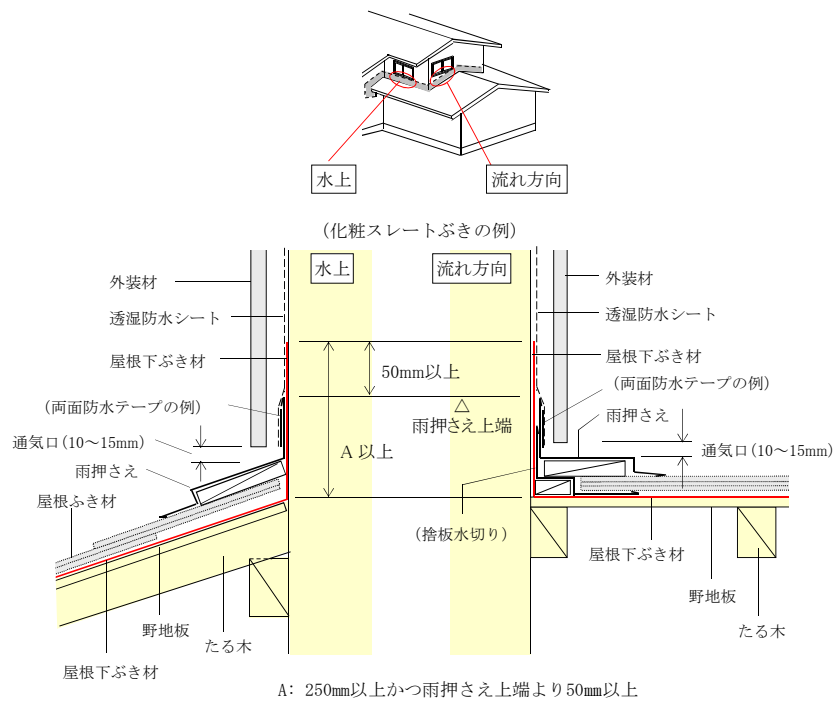 水上
流れ方向
(化粧スレートぶきの例)
水上
流れ方向
外装材
透湿防水シート
屋根下ぶき材
50mm以上
(両面防水テープの例)
雨押さえ上端
通気口(10～15mm)
A 以上
雨押さえ
屋根ふき材
(捨板水切り)
野地板
たる木
屋根下ぶき材
外装材
透湿防水シート
屋根下ぶき材
(両面防水テープの例)
雨押さえ
通気口(10～15mm)
屋根下ぶき材
野地板
たる木
A: 250mm以上かつ雨押さえ上端より50mm以上